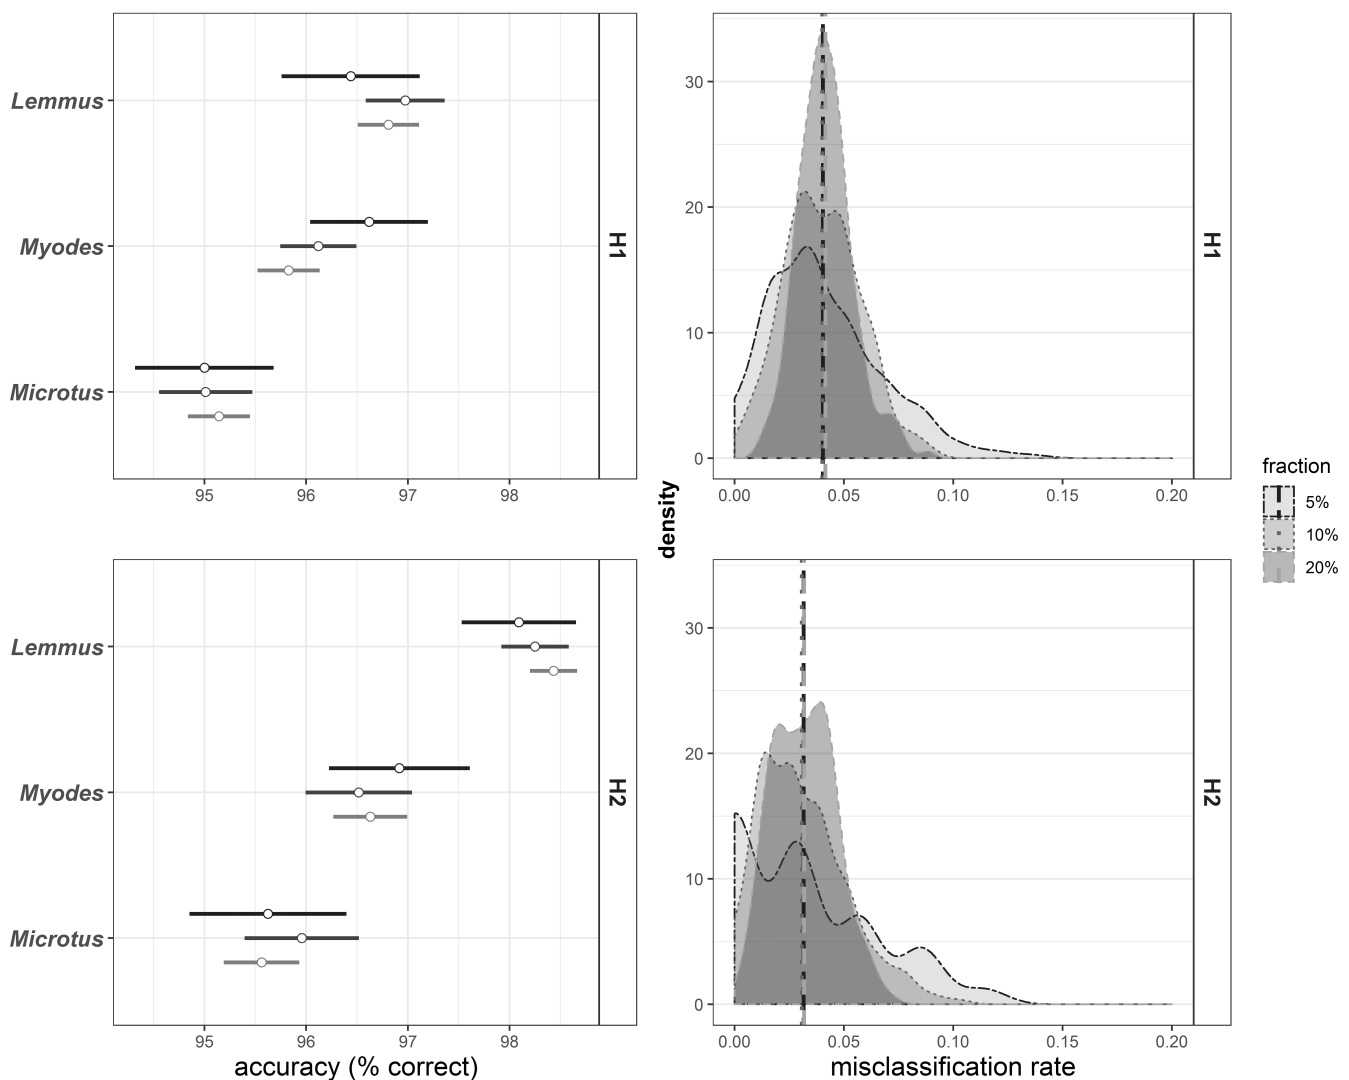 Lemmus
Myodes
Microtus
H1
95 96 97 98
Lemmus
Myodes
Microtus
H2
95 96 97 98
accuracy (% correct)
density
30
20
10
0
H1
0.00 0.05 0.10 0.15 0.20
30
20
10
0
H2
0.00 0.05 0.10 0.15 0.20
misclassification rate
fraction
5%
10%
20%